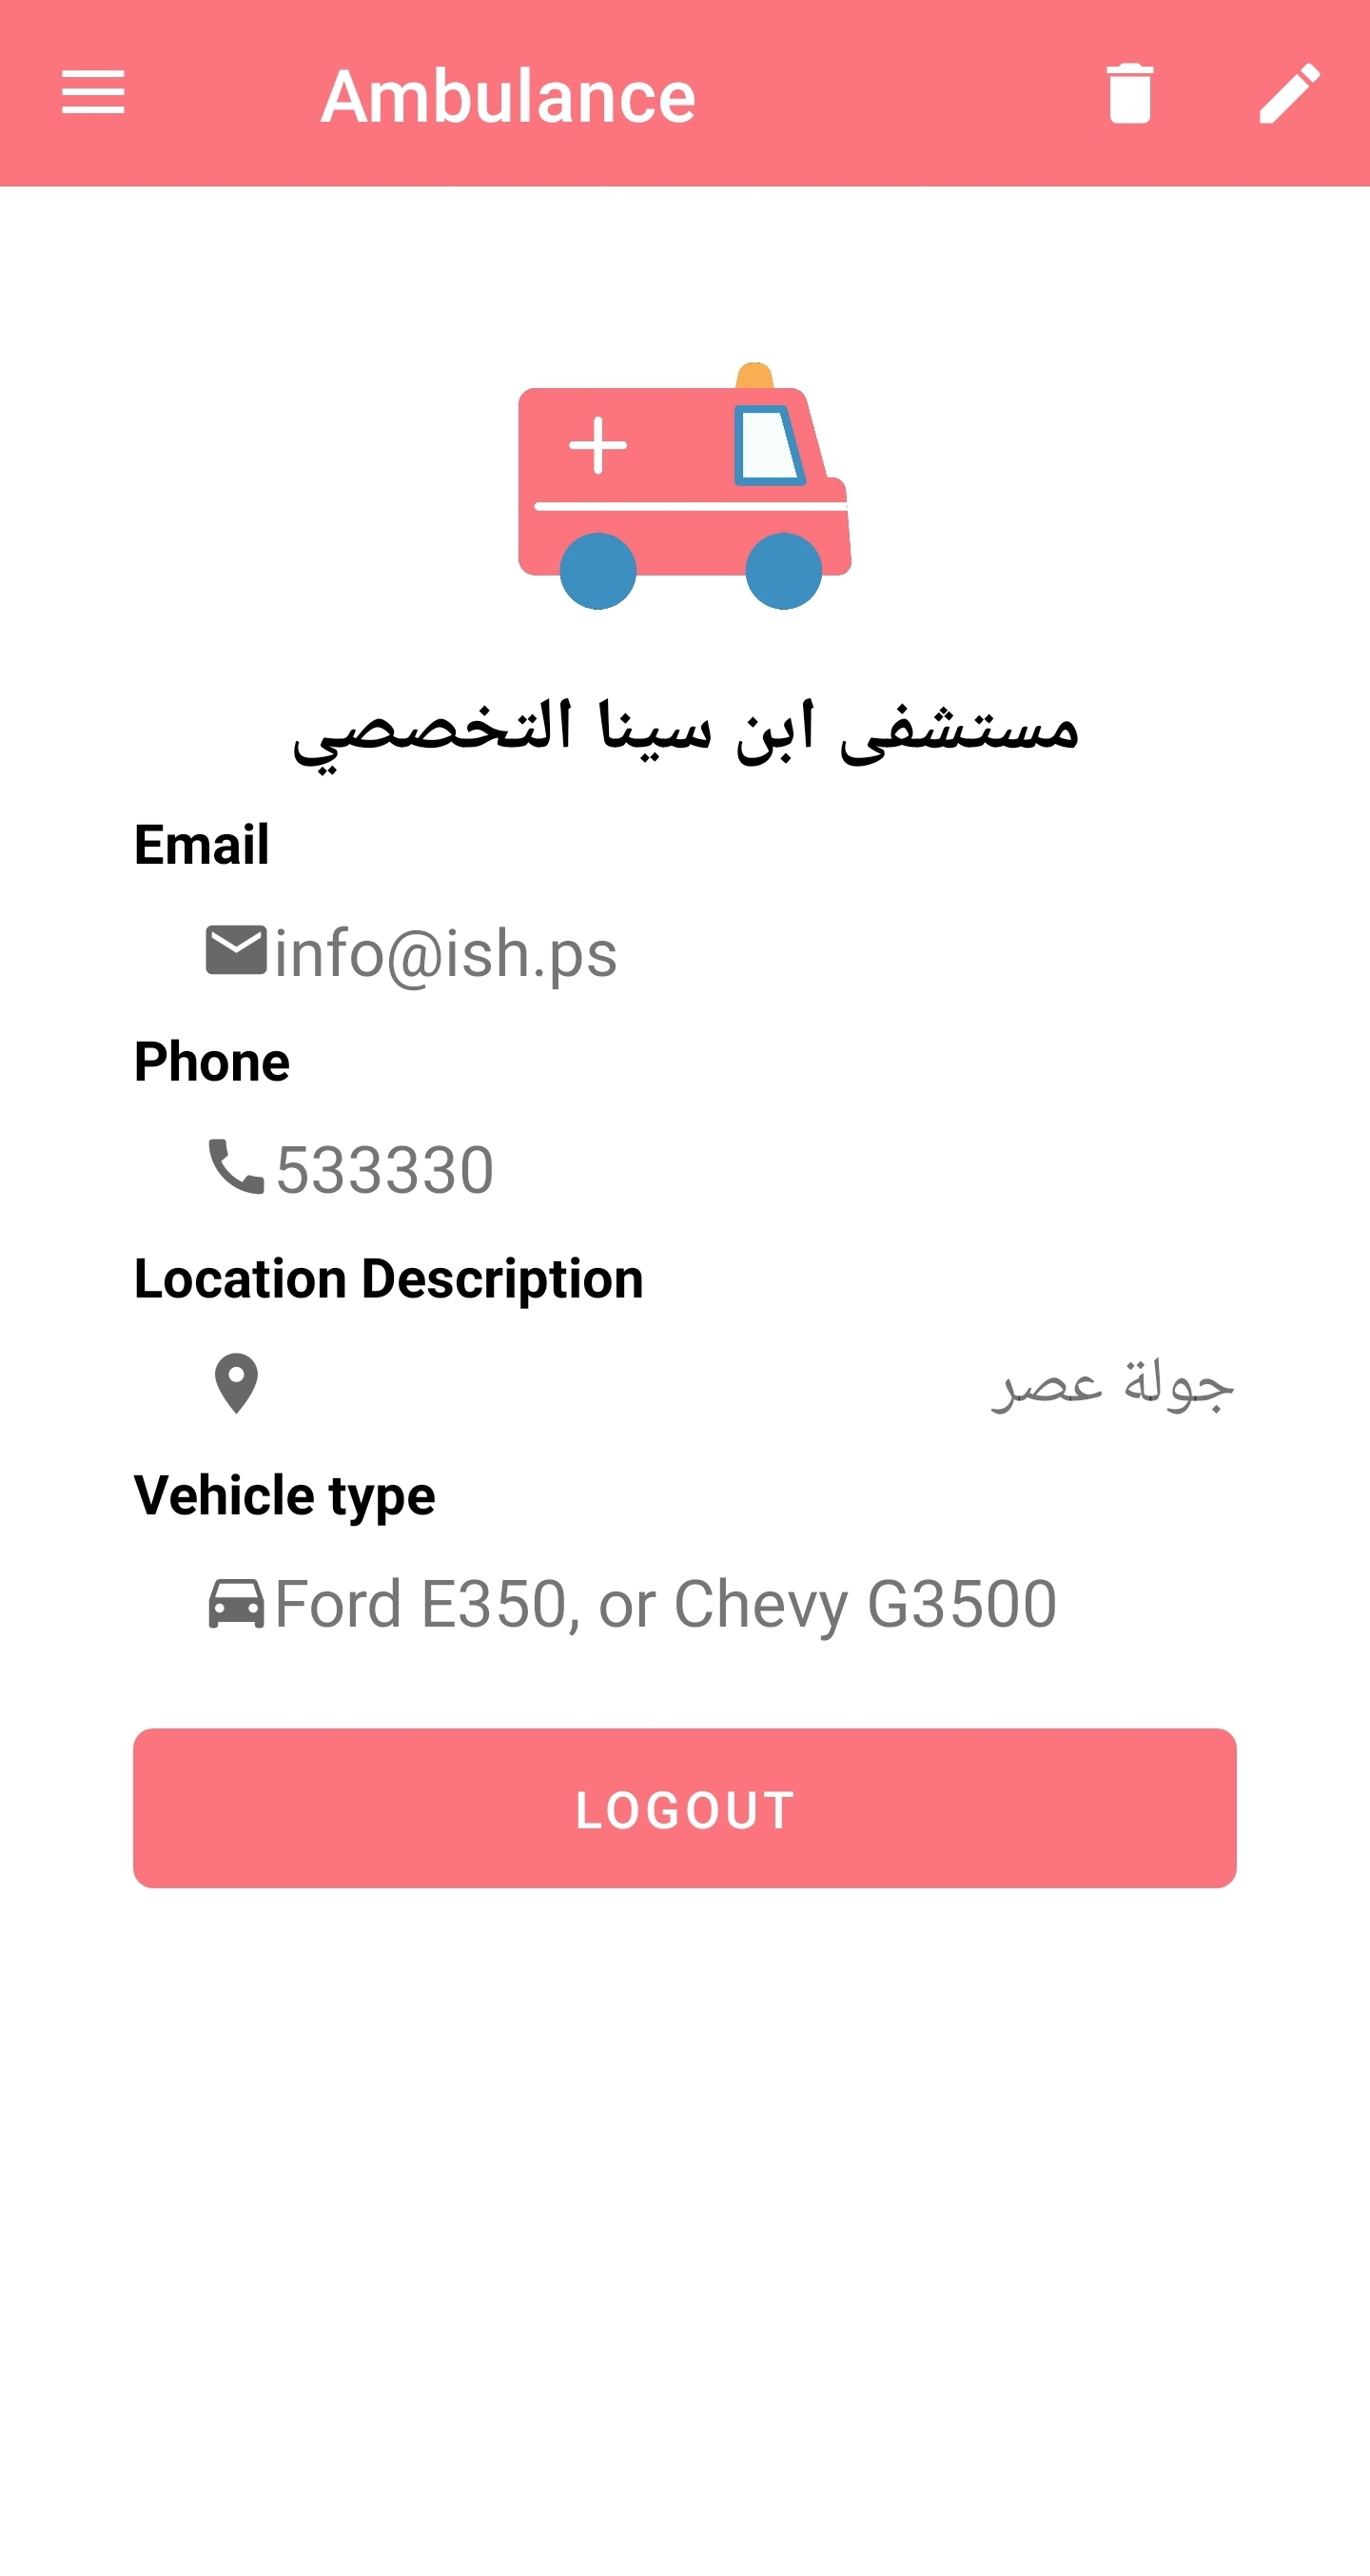 Ambulance
مستشفى ابن سينا التخصصي
Email
info@ish.ps
Phone
533330
Location Description
جولة عصر
Vehicle type
Ford E350, or Chevy G3500
LOGOUT